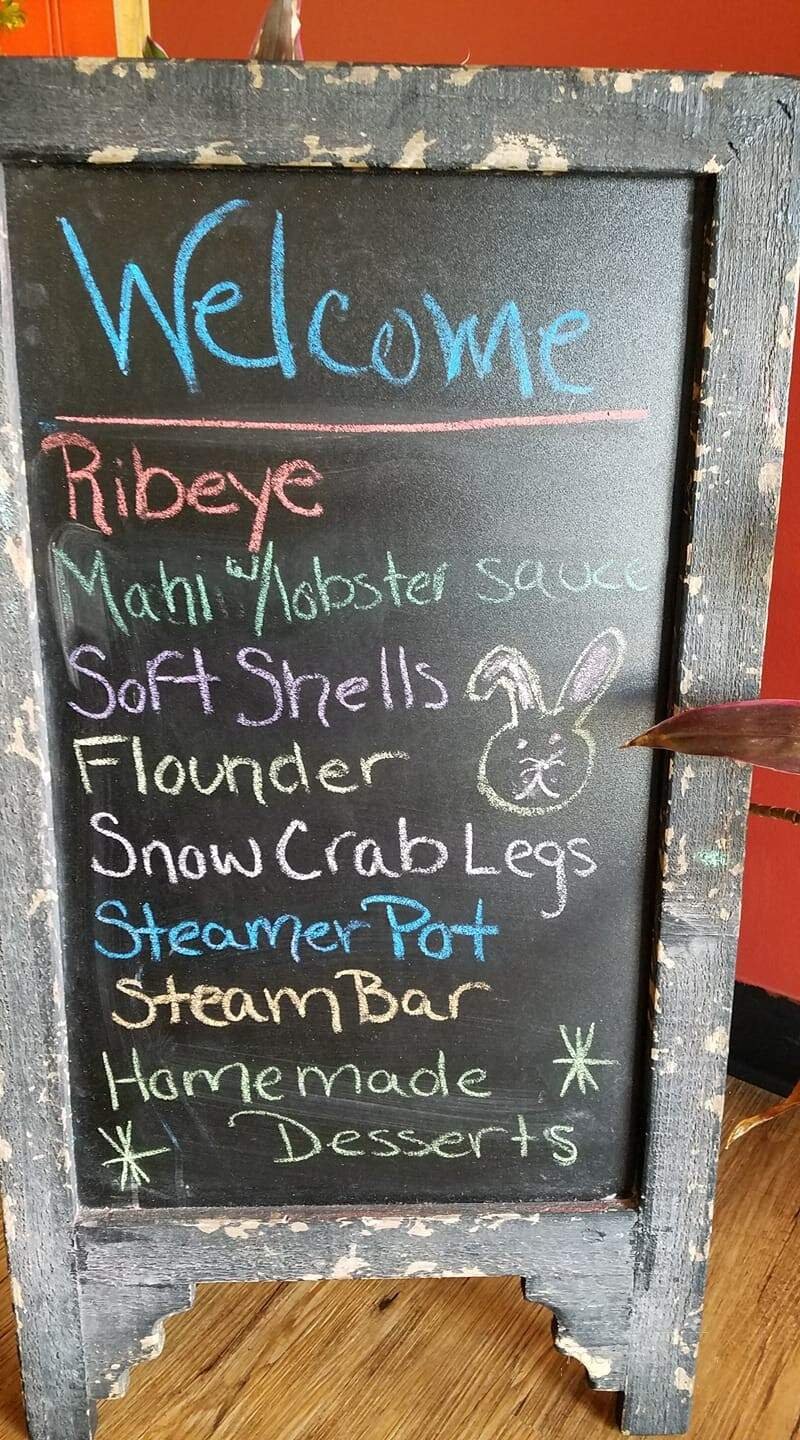 Welcome
Ribeye
Mahi w/lobster sauce
Soft Shells
Flounder
Snow Crab Legs
Steamer Pot
Steam Bar
Homemade
Desserts